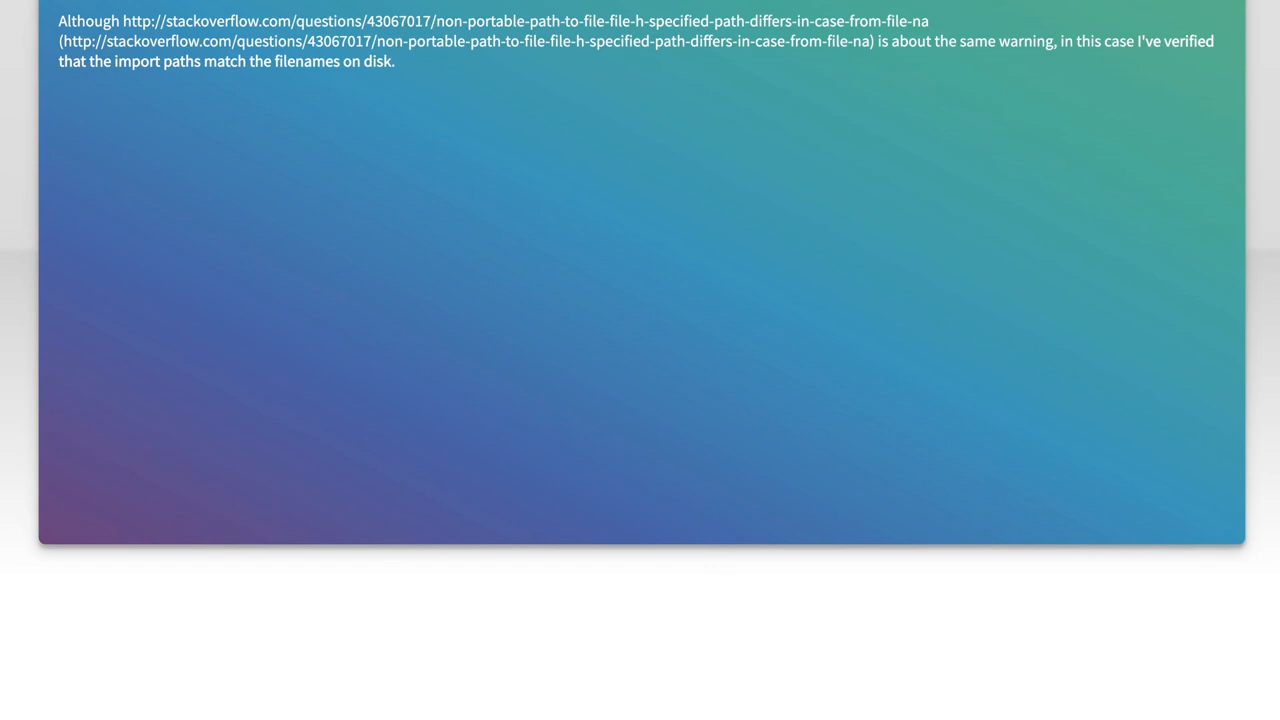 Although http://stackoverflow.com/questions/43067017/non-portable-path-to-file-file-h-specified-path-differs-in-case-from-file-na
(http://stackoverflow.com/questions/43067017/non-portable-path-to-file-file-h-specified-path-differs-in-case-from-file-na) is about the same warning, in this case I've verified
that the import paths match the filenames on disk.